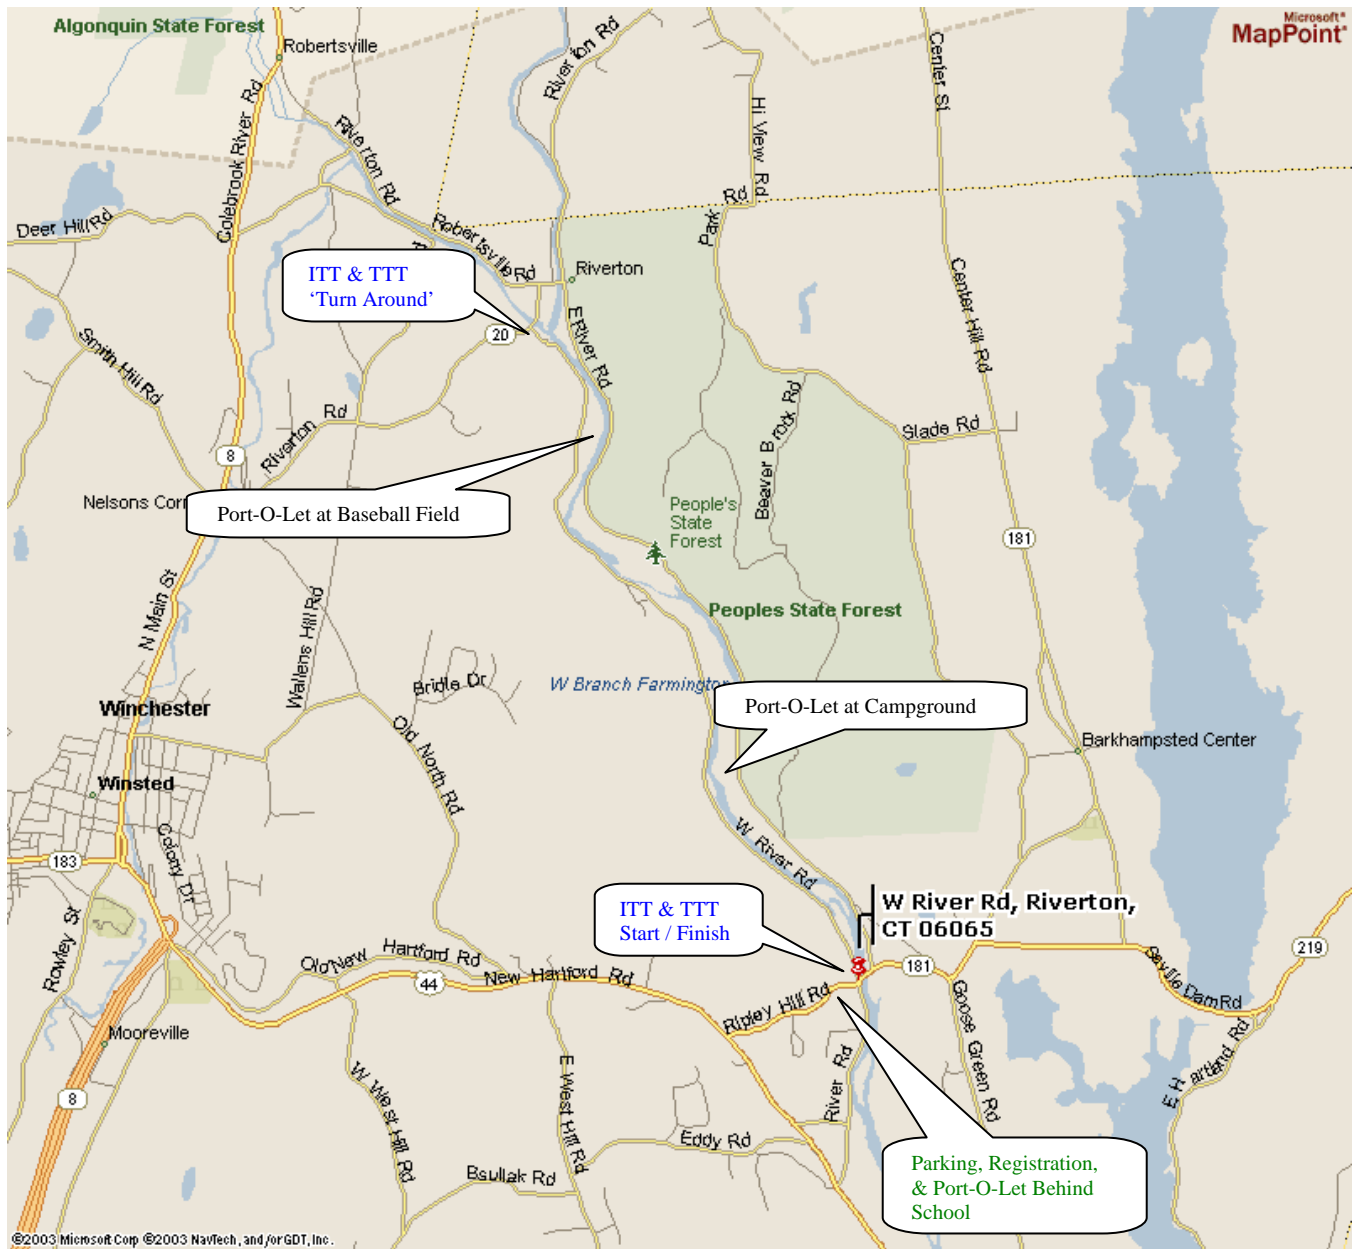 Algonquin State Forest
Robertsville
Riverton Rd
Center St
Microsoft®
MapPoint®
Colebrook River Rd
Riverton Rd
Hi View Rd
Park Rd
Deer Hill Rd
Robertsville Rd
Riverton
ITT & TTT
‘Turn Around’
Center Hill Rd
20
E River Rd
Smith Hill Rd
Beaver Brook Rd
Slade Rd
8
Riverton Rd
Nelsons Corn
Port-O-Let at Baseball Field
People's
State
Forest
181
N Main St
Wallens Hill Rd
Peoples State Forest
Bridle Dr
W Branch Farmington
Port-O-Let at Campground
Winchester
Old North Rd
Barkhampsted Center
Winsted
W River Rd
183
Colony Dr
ITT & TTT
Start / Finish
W River Rd, Riverton,
CT 06065
Rowley St
Old New Hartford Rd
New Hartford Rd
44
181
219
Saville Dam Rd
Ripley Hill Rd
Goose Green Rd
Mooreville
River Rd
E Hartland Rd
8
W West Hill Rd
E West Hill Rd
Eddy Rd
Bsullak Rd
Parking, Registration,
& Port-O-Let Behind
School
©2003 Microsoft Corp ©2003 NavTech, and/or GDT, Inc.